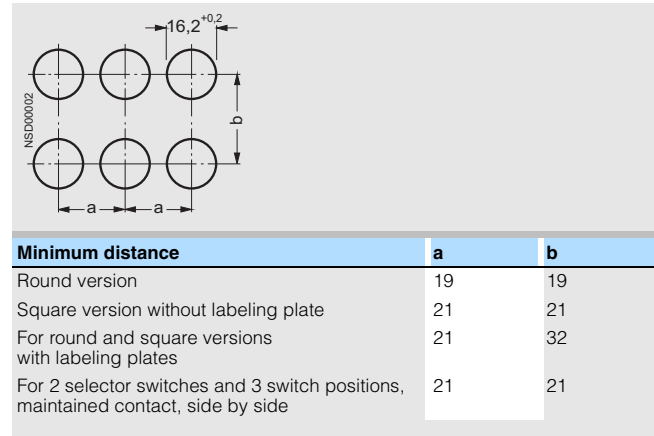 16,2+0,2
NSD00002
b
a a
Minimum distance a b
Round version 19 19
Square version without labeling plate 21 21
For round and square versions 21 32
with labeling plates
For 2 selector switches and 3 switch positions, 21 21
maintained contact, side by side